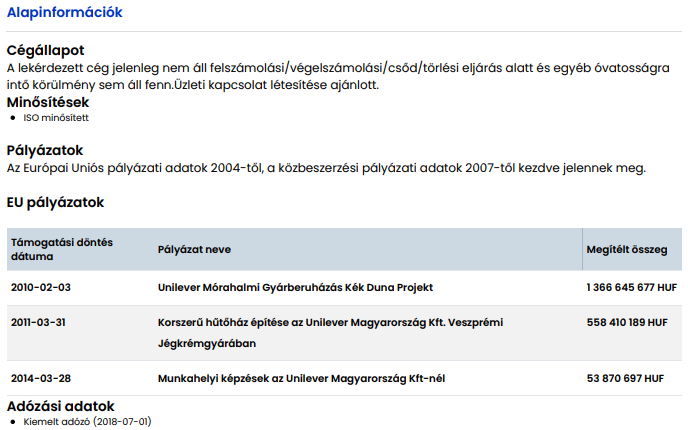 Alapinformációk
Cégállapot
A lekérdezett cég jelenleg nem áll felszámolási/végelszámolási/csőd/törlési eljárás alatt és egyéb óvatosságra
intő körülmény sem áll fenn.Üzleti kapcsolat létesítése ajánlott.
Minősítések
• ISO minősített
Pályázatok
Az Európai Uniós pályázati adatok 2004-től, a közbeszerzési pályázati adatok 2007-től kezdve jelennek meg.
EU pályázatok
Támogatási döntés
dátuma
Pályázat neve
Megítélt összeg
2010-02-03 Unilever Mórahalmi Gyárberuházás Kék Duna Projekt 1 366 645 677 HUF
2011-03-31 Korszerű hűtőház építése az Unilever Magyarország Kft. Veszprémi 558 410 189 HUF
Jégkrémgyárában
2014-03-28 Munkahelyi képzések az Unilever Magyarország Kft-nél 53 870 697 HUF
Adózási adatok
• Kiemelt adózó (2018-07-01)